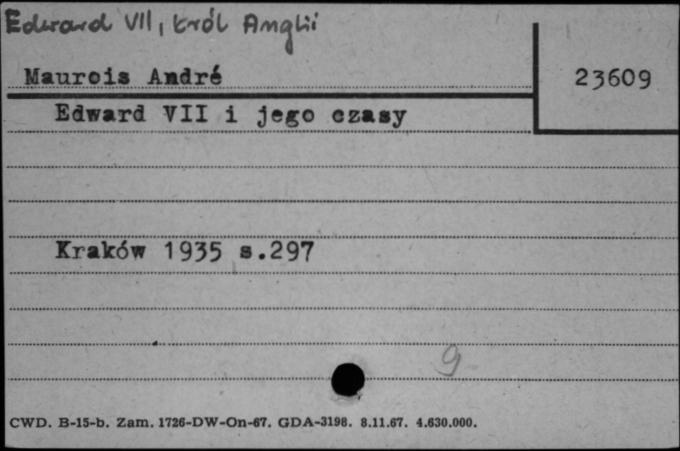 Edward VII, król Anglii
Maurois André
23609
Edward VII i jego czasy
Kraków 1935 s.297
9
CWD. B-15-b. Zam. 1726-DW-On-67. GDA-3198. 8.11.67. 4.630.000.